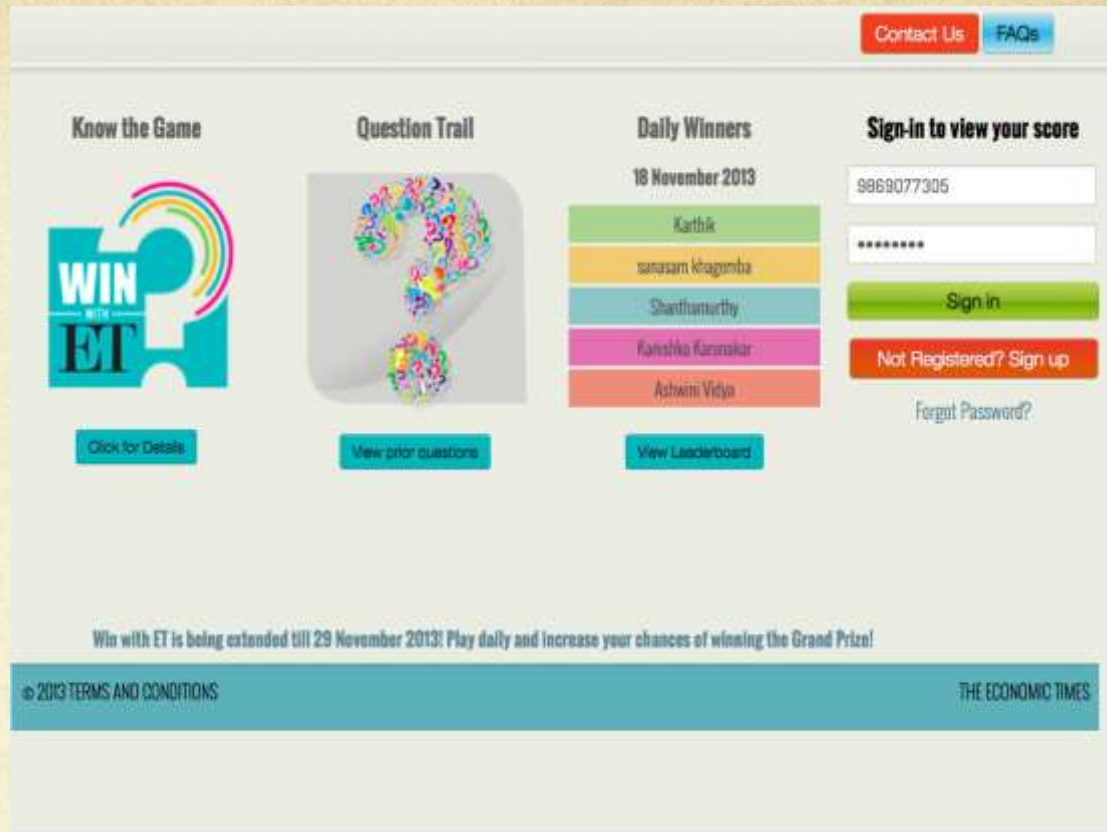 Contact Us
FAQs
Know the Game
WIN
WITH
ET
Click for Details
Question Trail
View prior questions
Daily Winners
18 November 2013
Karthik
sanasam khagemba
Shanthamurthy
Kanishka Karunakar
Ashwini Vidya
View Leaderboard
Sign-in to view your score
9869077305
••••••••
Sign in
Not Registered? Sign up
Forgot Password?
Win with ET is being extended till 29 November 2013! Play daily and increase your chances of winning the Grand Prize!
© 2013 TERMS AND CONDITIONS
THE ECONOMIC TIMES